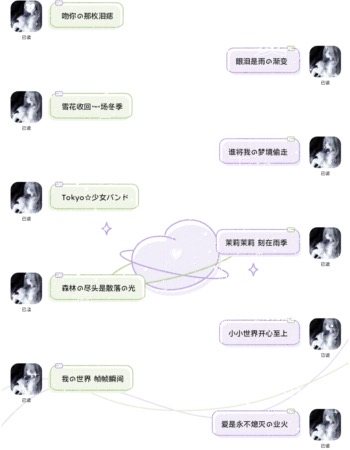 吻你の那枚泪痣
已读
眼泪是雨の渐变
已读
雪花收回一场冬季
已读
谁将我の梦境偷走
已读
Tokyo☆少女バンド
已读
茉莉茉莉 刻在雨季
已读
森林の尽头是散落の光
已读
小小世界开心至上
已读
我の世界 帧帧瞬间
已读
爱是永不熄灭の业火
已读